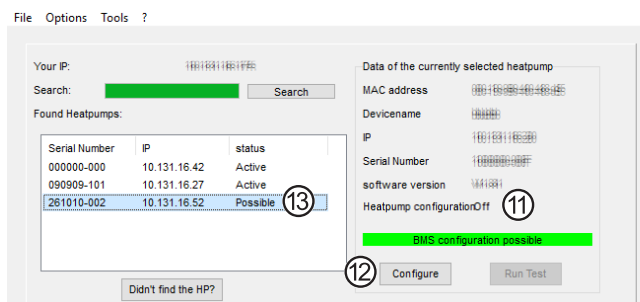 File Options Tools ?
Your IP:
Search: Search
Found Heatpumps:
Serial Number IP status
000000-000 10.131.16.42 Active
090909-101 10.131.16.27 Active
261010-002 10.131.16.52 Possible 13
Didn't find the HP?
Data of the currently selected heatpump
MAC address
Devicename
IP
Serial Number
software version
Heatpump configurationOff 11
BMS configuration possible
12 Configure Run Test